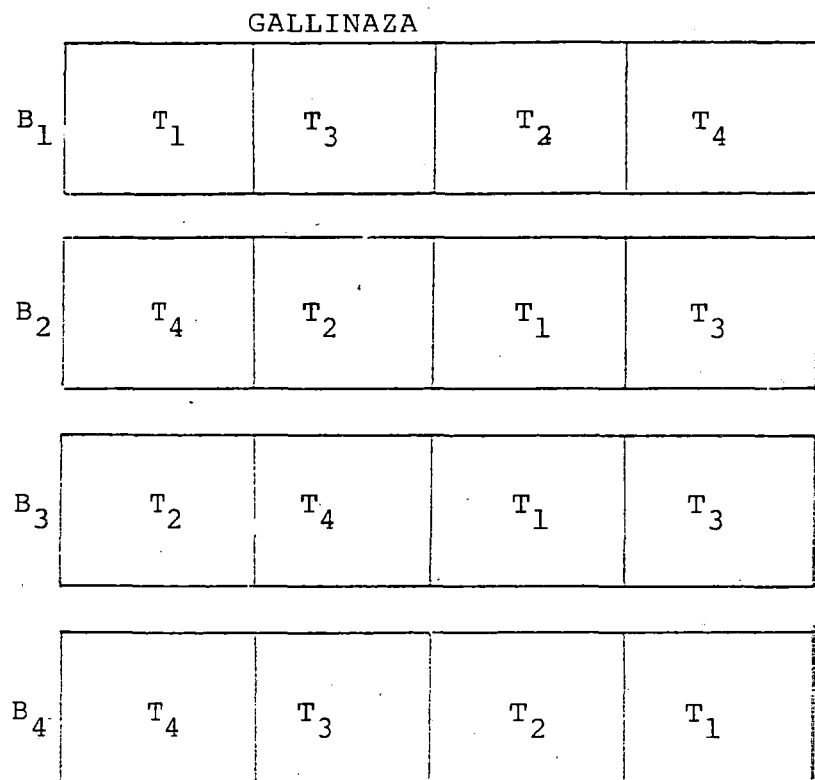 GALLINAZA
B1 T1 T3 T2 T4
B2 T4 T2 T1 T3
B3 T2 T4 T1 T3
B4 T4 T3 T2 T1